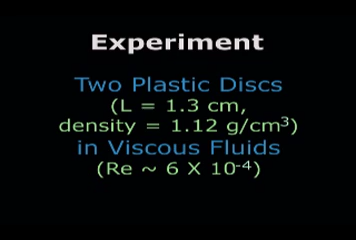 Experiment
Two Plastic Discs
(L = 1.3 cm,
density = 1.12 g/cm³)
in Viscous Fluids
(Re ~ 6 X 10⁻⁴)